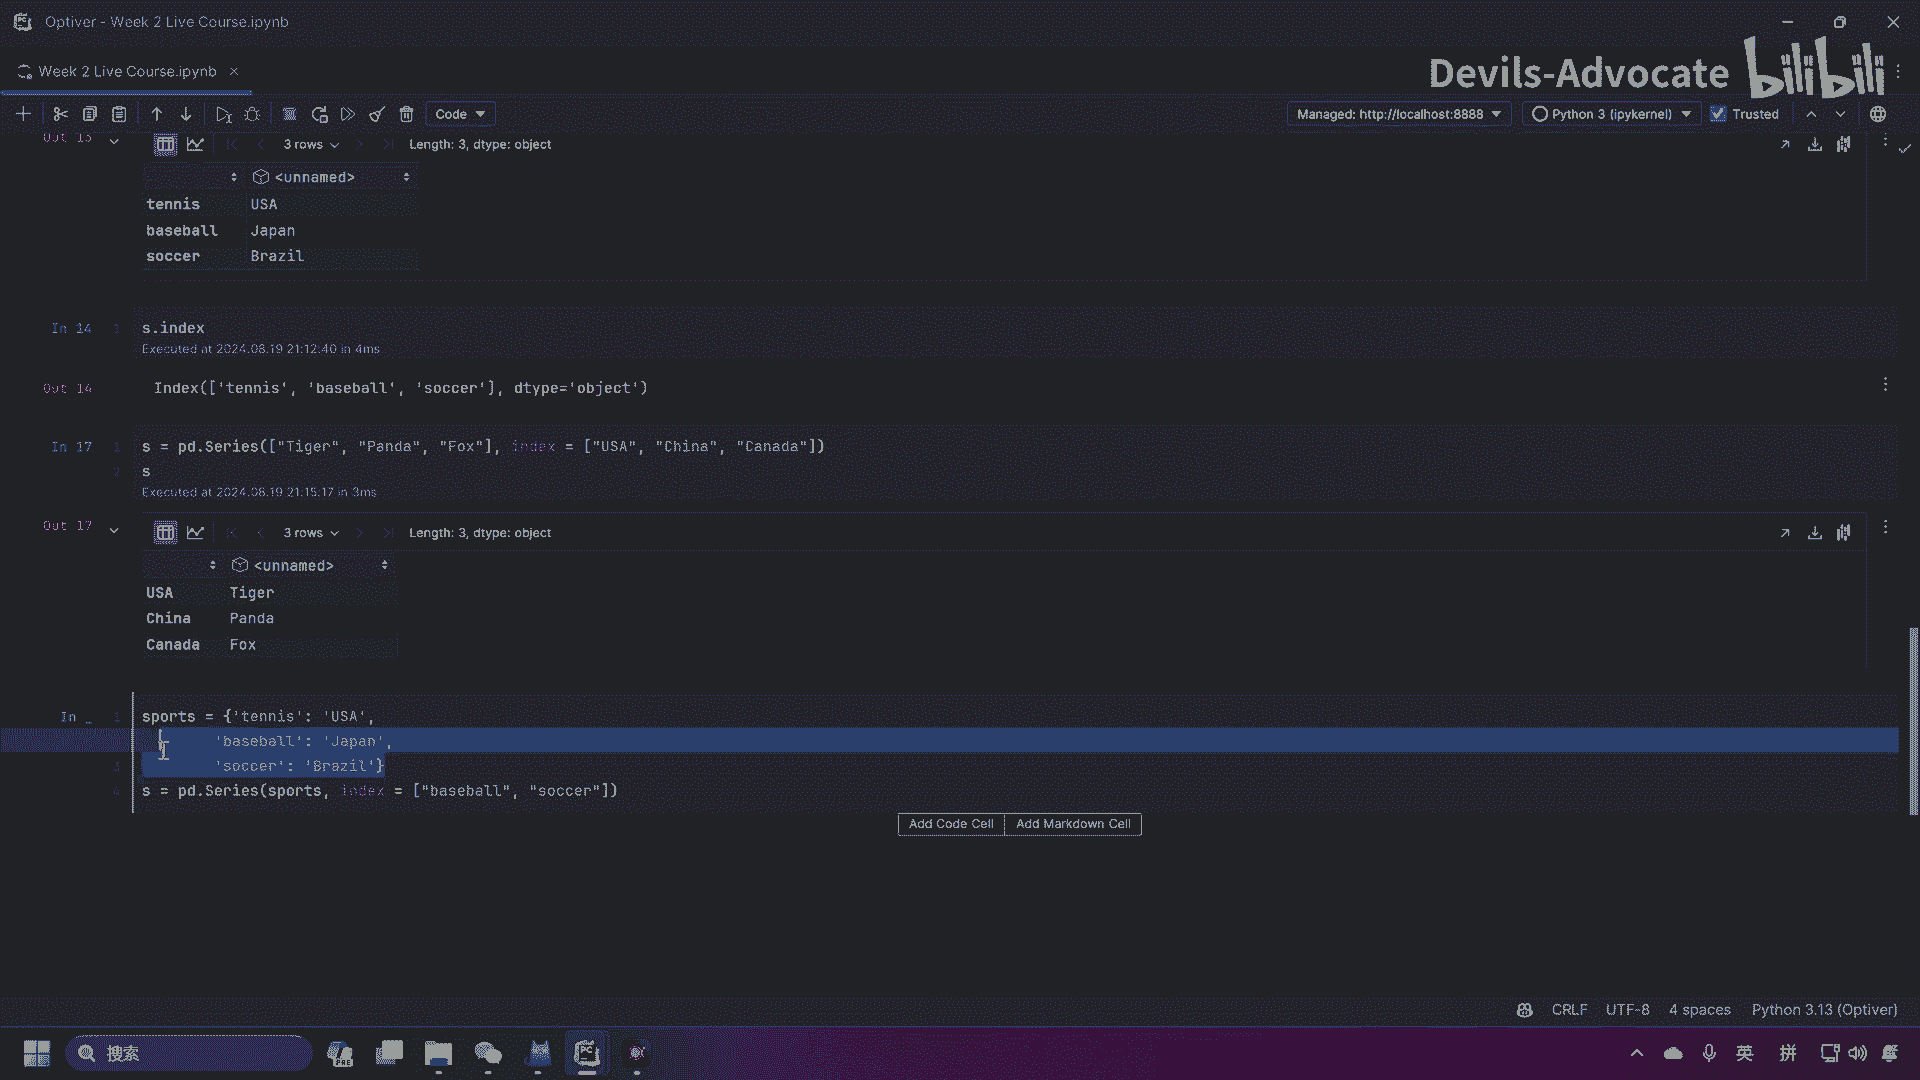 Optiver - Week 2 Live Course.ipynb
Week 2 Live Course.ipynb
Devils-Advocate bilibili
Code
Managed: http://localhost:8888
Python 3 (ipykernel)
Trusted
Out 13
3 rows
Length: 3, dtype: object
<unnamed>
tennis USA
baseball Japan
soccer Brazil
In 14 1 s.index
Executed at 2024.08.19 21:12:40 in 4ms
Out 14 Index(['tennis', 'baseball', 'soccer'], dtype='object')
In 17 1 s = pd.Series(["Tiger", "Panda", "Fox"], index = ["USA", "China", "Canada"])
2 s
Executed at 2024.08.19 21:15:17 in 3ms
Out 17
3 rows
Length: 3, dtype: object
<unnamed>
USA Tiger
China Panda
Canada Fox
In _ 1 sports = {'tennis': 'USA',
'baseball': 'Japan',
3 'soccer': 'Brazil'}
4 s = pd.Series(sports, index = ["baseball", "soccer"])
Add Code Cell Add Markdown Cell
CRLF UTF-8 4 spaces Python 3.13 (Optiver)
搜索
英 拼